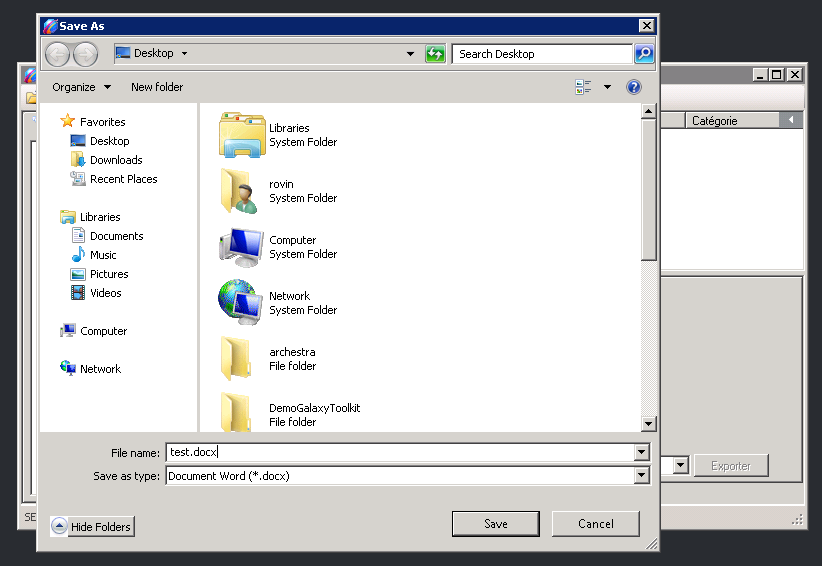 Save As
Desktop
Search Desktop
Organize
New folder
Favorites
Desktop
Downloads
Recent Places
Libraries
Documents
Music
Pictures
Videos
Computer
Network
Libraries
System Folder
rovin
System Folder
Computer
System Folder
Network
System Folder
archestra
File folder
DemoGalaxyToolkit
File folder
Catégorie
File name: test.docx
Save as type: Document Word (*.docx)
Exporter
Hide Folders
Save
Cancel
SE